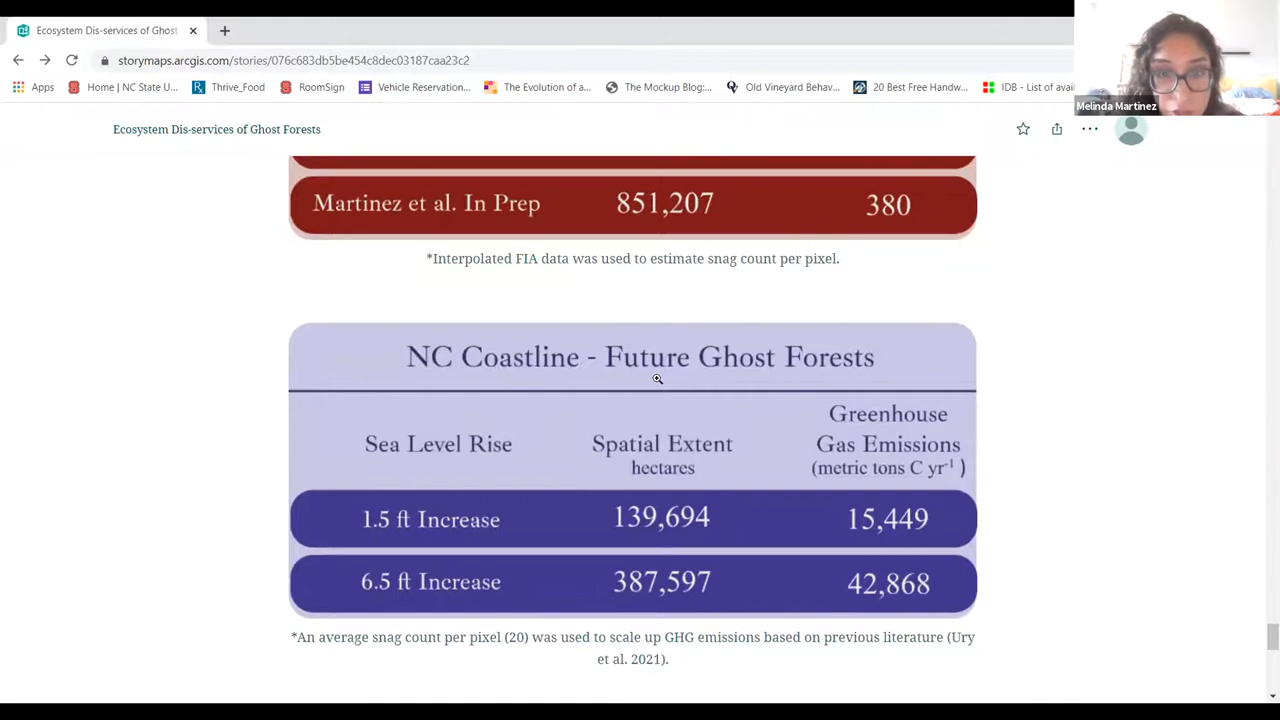 Ecosystem Dis-services of Ghost
storymaps.arcgis.com/stories/076c683db5be454c8dec03187caa23c2
Apps Home | NC State U... Thrive_Food RoomSign Vehicle Reservation... The Evolution of a... The Mockup Blog:... Old Vineyard Behav... 20 Best Free Handw... IDB - List of avai
Melinda Martinez
Ecosystem Dis-services of Ghost Forests
Martinez et al. In Prep 851,207 380
*Interpolated FIA data was used to estimate snag count per pixel.
NC Coastline - Future Ghost Forests
Greenhouse
Sea Level Rise Spatial Extent Gas Emissions
hectares (metric tons C yr⁻¹ )
1.5 ft Increase 139,694 15,449
6.5 ft Increase 387,597 42,868
*An average snag count per pixel (20) was used to scale up GHG emissions based on previous literature (Ury
et al. 2021).